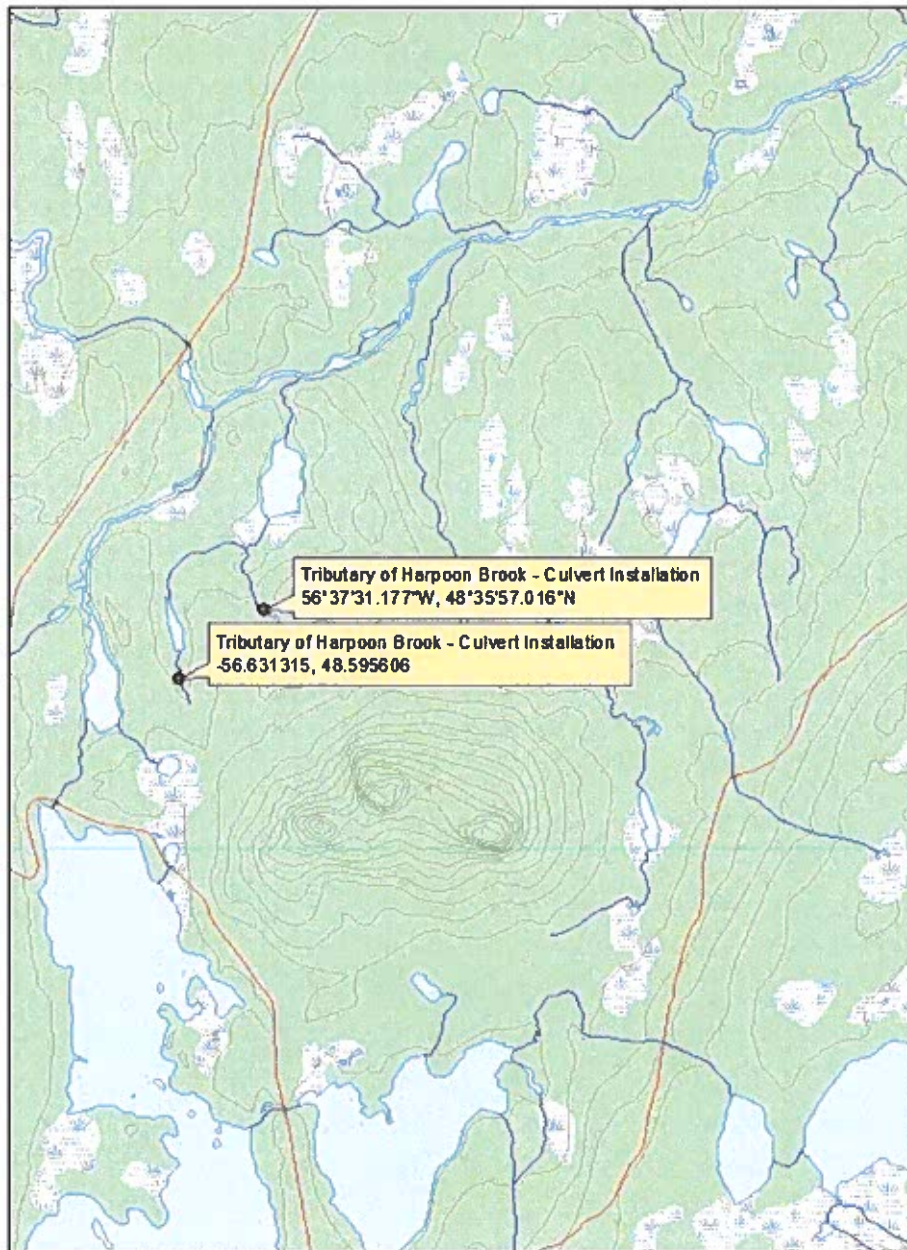 Tributary of Harpoon Brook - Culvert Installation
56°37'31.177"W, 48°35'57.016"N
Tributary of Harpoon Brook - Culvert Installation
-56.631315, 48.595606